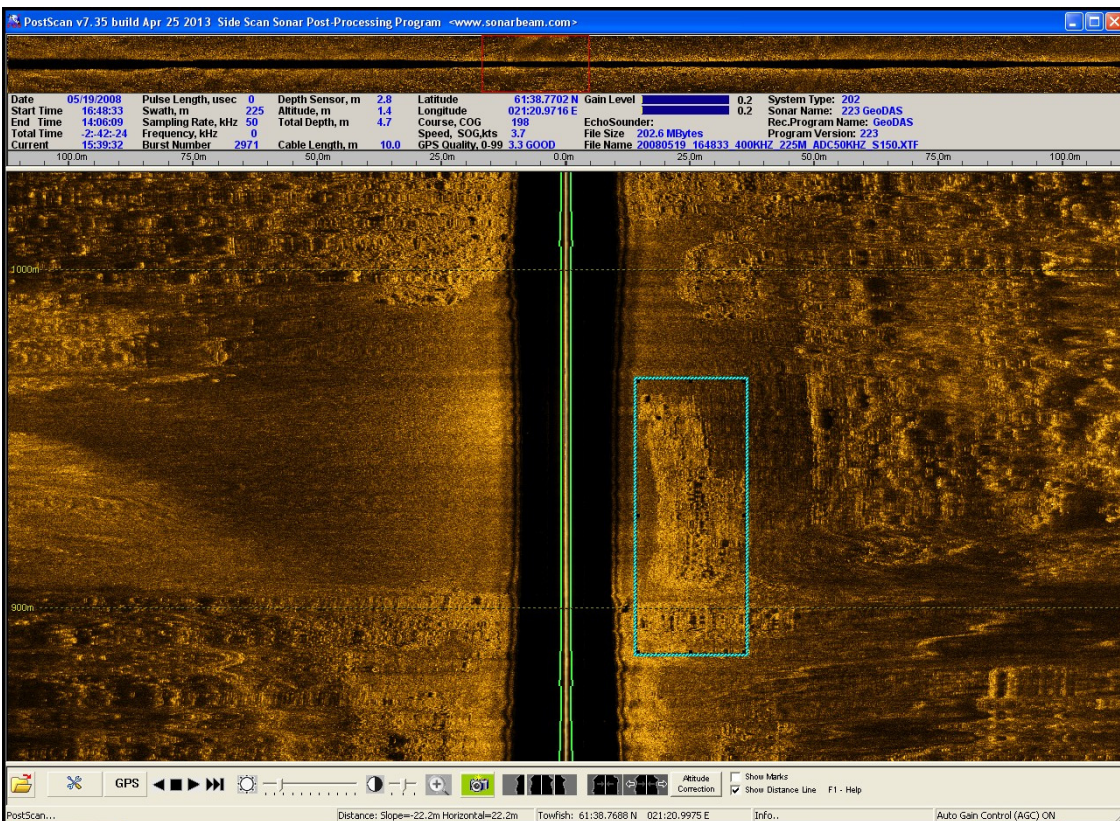 PostScan v7.35 build Apr 25 2013 Side Scan Sonar Post-Processing Program <www.sonarbeam.com>
Date 05/19/2008 Pulse Length, usec 0 Depth Sensor, m 2.8 Latitude 61:38.7702 N Gain Level 0.2 System Type: 202
Start Time 16:48:33 Swath, m 225 Altitude, m 1.4 Longitude 021:20.9716 E 0.2 Sonar Name: 223 GeoDAS
End Time 14:06:09 Sampling Rate, kHz 50 Total Depth, m 4.7 Course, COG 198 EchoSounder: Rec.Program Name: GeoDAS
Total Time -2:-42:-24 Frequency, kHz 0 Speed, SOG,kts 3.7 File Size 202.6 MBytes Program Version: 223
Current 15:39:32 Burst Number 2971 Cable Length, m 10.0 GPS Quality, 0-99 3.3 GOOD File Name 20080519_164833_400KHZ_225M_ADC50KHZ_S150.XTF
100.0m 75.0m 50.0m 25.0m 0.0m 25.0m 50.0m 75.0m 100.0m
1000m
900m
GPS Altitude Correction Show Marks
Show Distance Line F1 - Help
PostScan... Distance: Slope=-22.2m Horizontal=22.2m Towfish: 61:38.7688 N 021:20.9975 E Info.. Auto Gain Control (AGC) ON